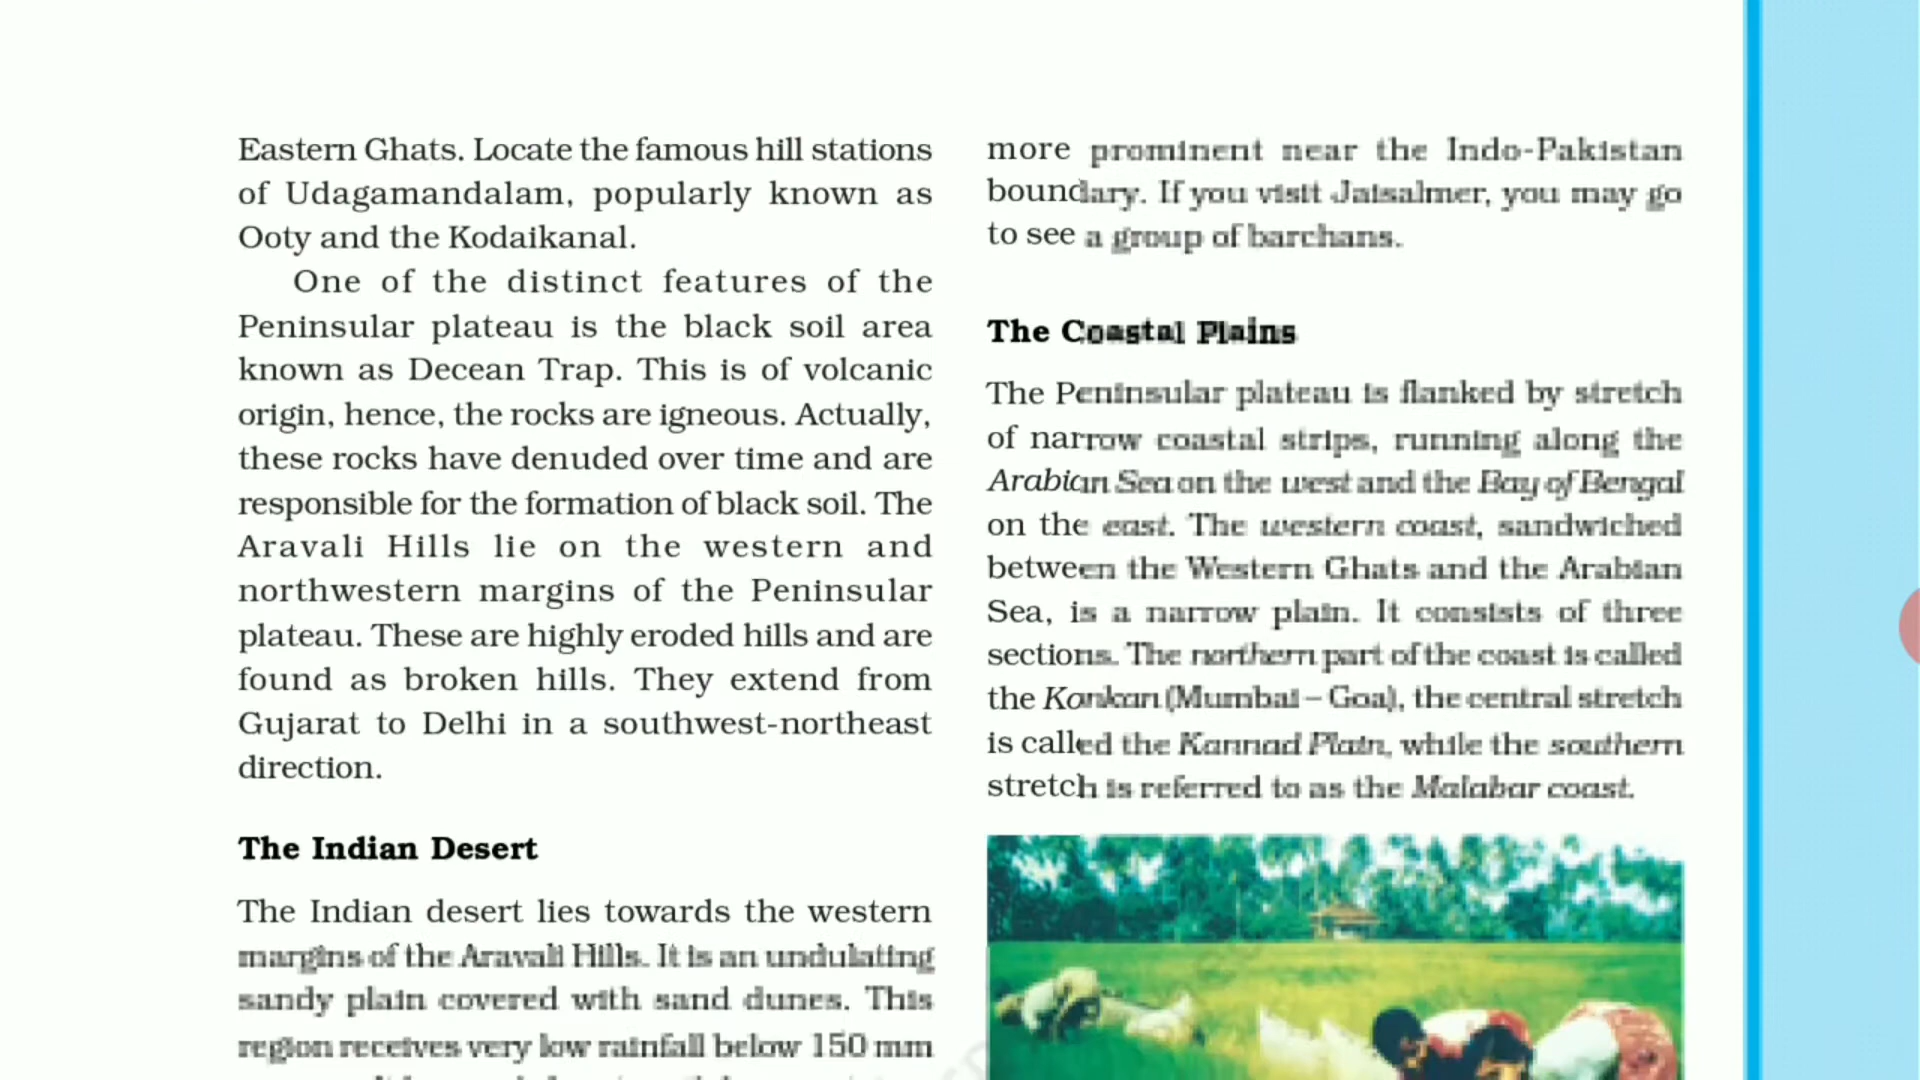 Eastern Ghats. Locate the famous hill stations
of Udagamandalam, popularly known as
Ooty and the Kodaikanal.
One of the distinct features of the
Peninsular plateau is the black soil area
known as Decean Trap. This is of volcanic
origin, hence, the rocks are igneous. Actually,
these rocks have denuded over time and are
responsible for the formation of black soil. The
Aravali Hills lie on the western and
northwestern margins of the Peninsular
plateau. These are highly eroded hills and are
found as broken hills. They extend from
Gujarat to Delhi in a southwest-northeast
direction.
The Indian Desert
The Indian desert lies towards the western
margins of the Aravali Hills. It is an undulating
sandy plain covered with sand dunes. This
region receives very low rainfall below 150 mm
more prominent near the Indo-Pakistan
boundary. If you visit Jaisalmer, you may go
to see a group of barchans.
The Coastal Plains
The Peninsular plateau is flanked by stretch
of narrow coastal strips, running along the
Arabian Sea on the west and the Bay of Bengal
on the east. The western coast, sandwiched
between the Western Ghats and the Arabian
Sea, is a narrow plain. It consists of three
sections. The northern part of the coast is called
the Konkan (Mumbai – Goa), the central stretch
is called the Kannad Plain, while the southern
stretch is referred to as the Malabar coast.